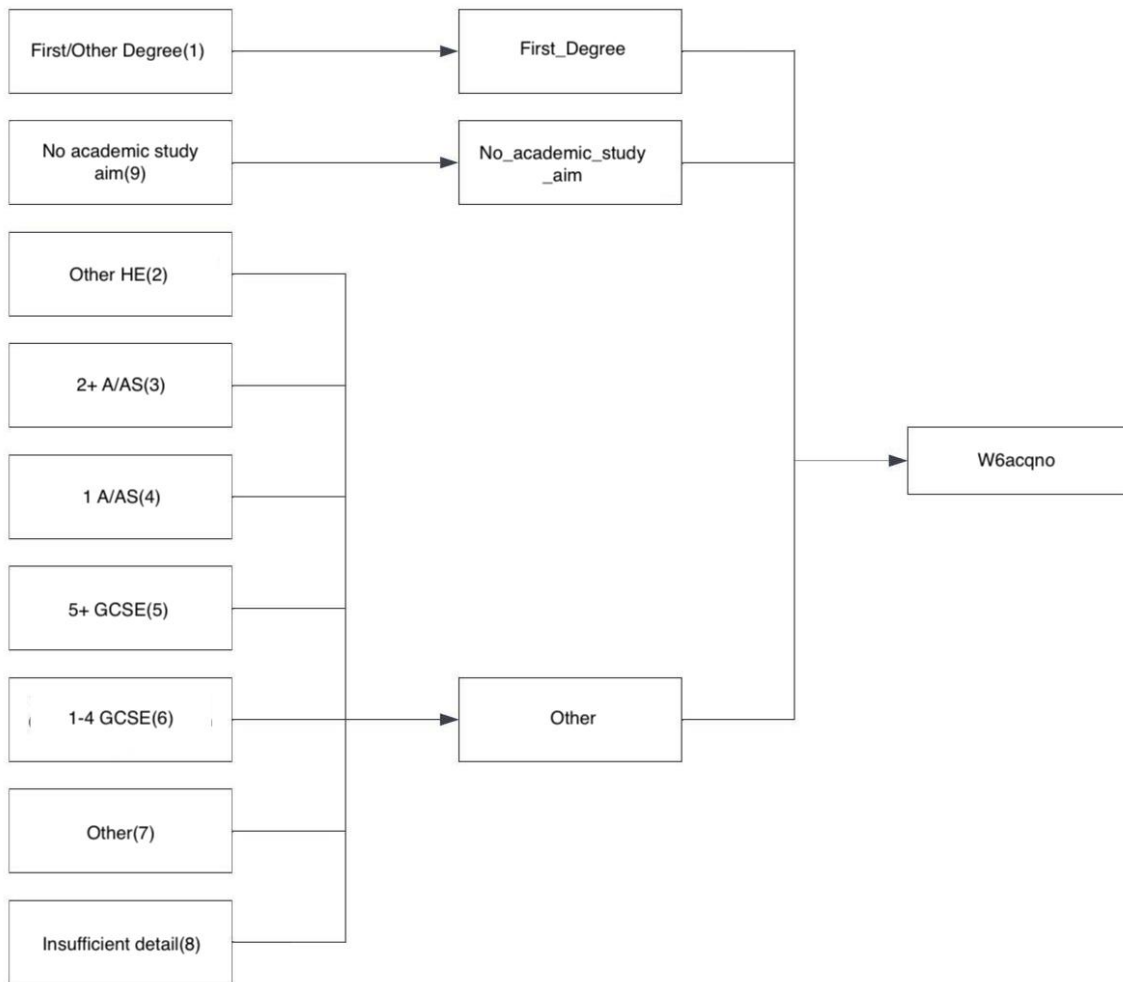 First/Other Degree(1)
First_Degree
No academic study
aim(9)
No_academic_study
_aim
Other HE(2)
2+ A/AS(3)
1 A/AS(4)
W6acqno
5+ GCSE(5)
1-4 GCSE(6)
Other
Other(7)
Insufficient detail(8)